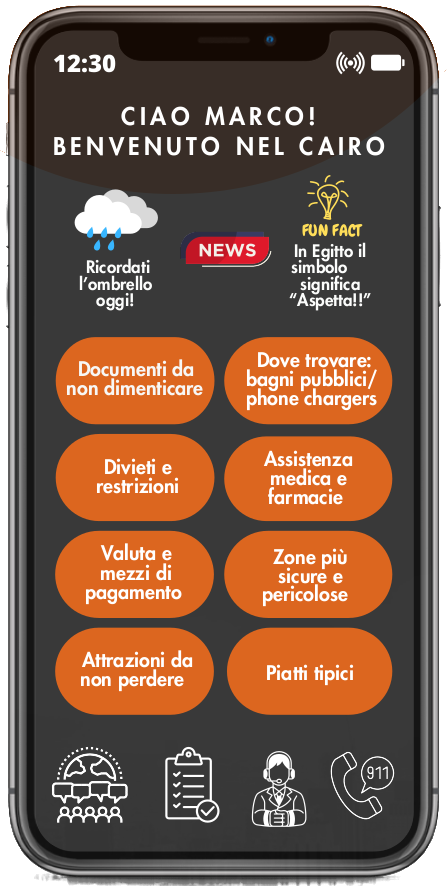 12:30
CIAO MARCO!
BENVENUTO NEL CAIRO
Ricordati
l'ombrello
oggi!
NEWS
FUN FACT
In Egitto il
simbolo
significa
“Aspetta!!”
Documenti da
non dimenticare
Dove trovare:
bagni pubblici/
phone chargers
Divieti e
restrizioni
Assistenza
medica e
farmacie
Valuta e
mezzi di
pagamento
Zone più
sicure e
pericolose
Attrazioni da
non perdere
Piatti tipici
911